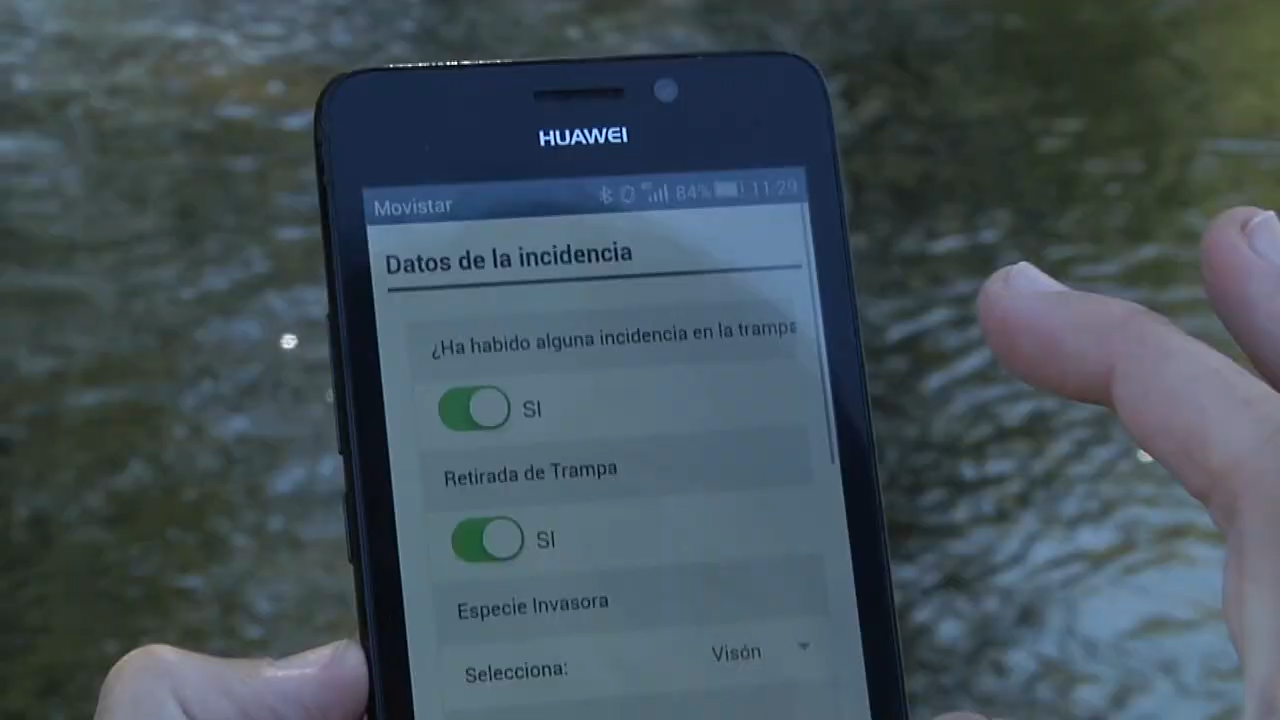 HUAWEI
Movistar 84% 11:29
Datos de la incidencia
¿Ha habido alguna incidencia en la trampa
SI
Retirada de Trampa
SI
Especie Invasora
Selecciona: Visón